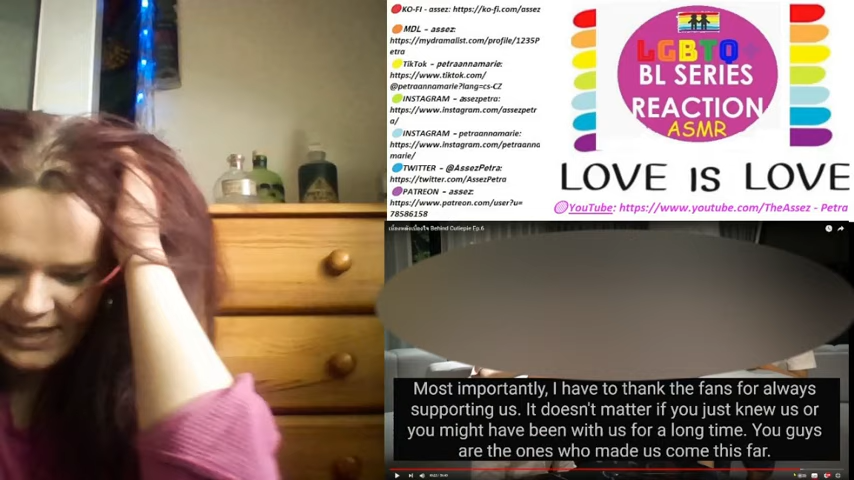 KO-FI - assez: https://ko-fi.com/assez
MDL - assez:
https://mydramalist.com/profile/1235P
etra
TikTok - petraannamarie:
https://www.tiktok.com/
@petraannamarie?lang=cs-CZ
INSTAGRAM - assezpetra:
https://www.instagram.com/assezpetr
a/
INSTAGRAM - petraannamarie:
https://www.instagram.com/petraanna
marie/
TWITTER - @AssezPetra:
https://twitter.com/AssezPetra
PATREON - assez:
https://www.patreon.com/user?u=
78586158
LGBTQ+
BL SERIES
REACTION
ASMR
LOVE IS LOVE
YouTube: https://www.youtube.com/TheAssez - Petra
Behind Cutiepie Ep.6
Most importantly, I have to thank the fans for always
supporting us. It doesn't matter if you just knew us or
you might have been with us for a long time. You guys
are the ones who made us come this far.